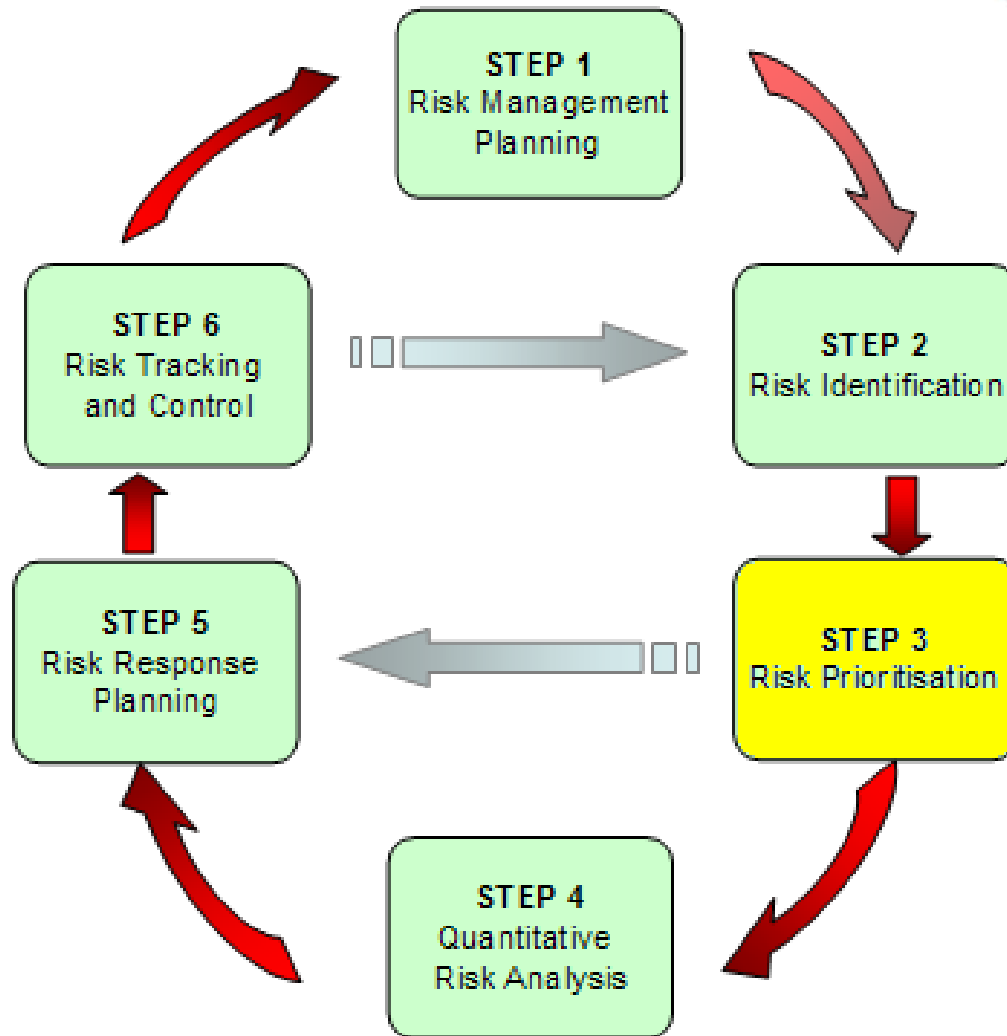 STEP 1
Risk Management
Planning
STEP 2
Risk Identification
STEP 3
Risk Prioritisation
STEP 4
Quantitative
Risk Analysis
STEP 5
Risk Response
Planning
STEP 6
Risk Tracking
and Control